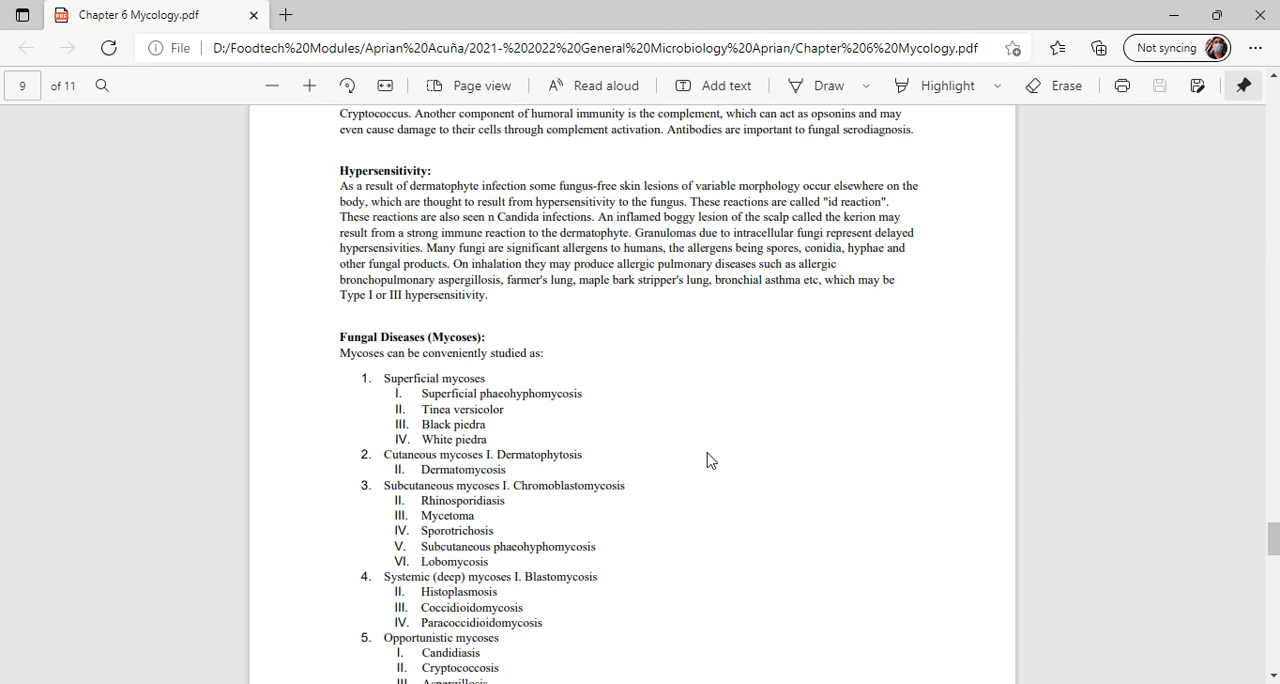 Chapter 6 Mycology.pdf
File D:/Foodtech%20Modules/Aprian%20Acuña/2021-%202022%20General%20Microbiology%20Aprian/Chapter%206%20Mycology.pdf Not syncing
9 of 11 Page view Read aloud Add text Draw Highlight Erase
Cryptococcus. Another component of humoral immunity is the complement, which can act as opsonins and may
even cause damage to their cells through complement activation. Antibodies are important to fungal serodiagnosis.
Hypersensitivity:
As a result of dermatophyte infection some fungus-free skin lesions of variable morphology occur elsewhere on the
body, which are thought to result from hypersensitivity to the fungus. These reactions are called "id reaction".
These reactions are also seen n Candida infections. An inflamed boggy lesion of the scalp called the kerion may
result from a strong immune reaction to the dermatophyte. Granulomas due to intracellular fungi represent delayed
hypersensivities. Many fungi are significant allergens to humans, the allergens being spores, conidia, hyphae and
other fungal products. On inhalation they may produce allergic pulmonary diseases such as allergic
bronchopulmonary aspergillosis, farmer's lung, maple bark stripper's lung, bronchial asthma etc, which may be
Type I or III hypersensitivity.
Fungal Diseases (Mycoses):
Mycoses can be conveniently studied as:
1. Superficial mycoses
I. Superficial phaeohyphomycosis
II. Tinea versicolor
III. Black piedra
IV. White piedra
2. Cutaneous mycoses I. Dermatophytosis
II. Dermatomycosis
3. Subcutaneous mycoses I. Chromoblastomycosis
II. Rhinosporidiasis
III. Mycetoma
IV. Sporotrichosis
V. Subcutaneous phaeohyphomycosis
VI. Lobomycosis
4. Systemic (deep) mycoses I. Blastomycosis
II. Histoplasmosis
III. Coccidioidomycosis
IV. Paracoccidioidomycosis
5. Opportunistic mycoses
I. Candidiasis
II. Cryptococcosis
III. Aspergillosis